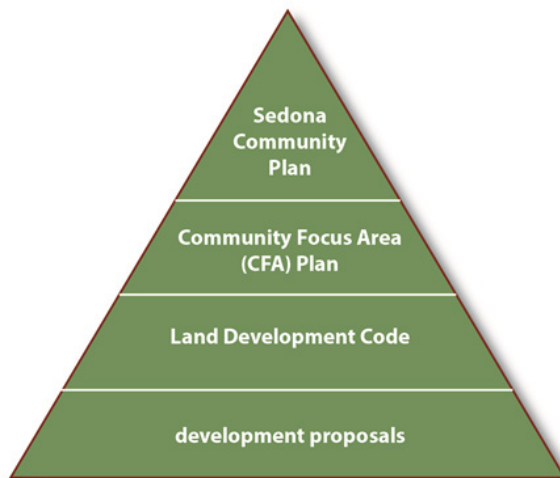 Sedona
Community
Plan
Community Focus Area
(CFA) Plan
Land Development Code
development proposals